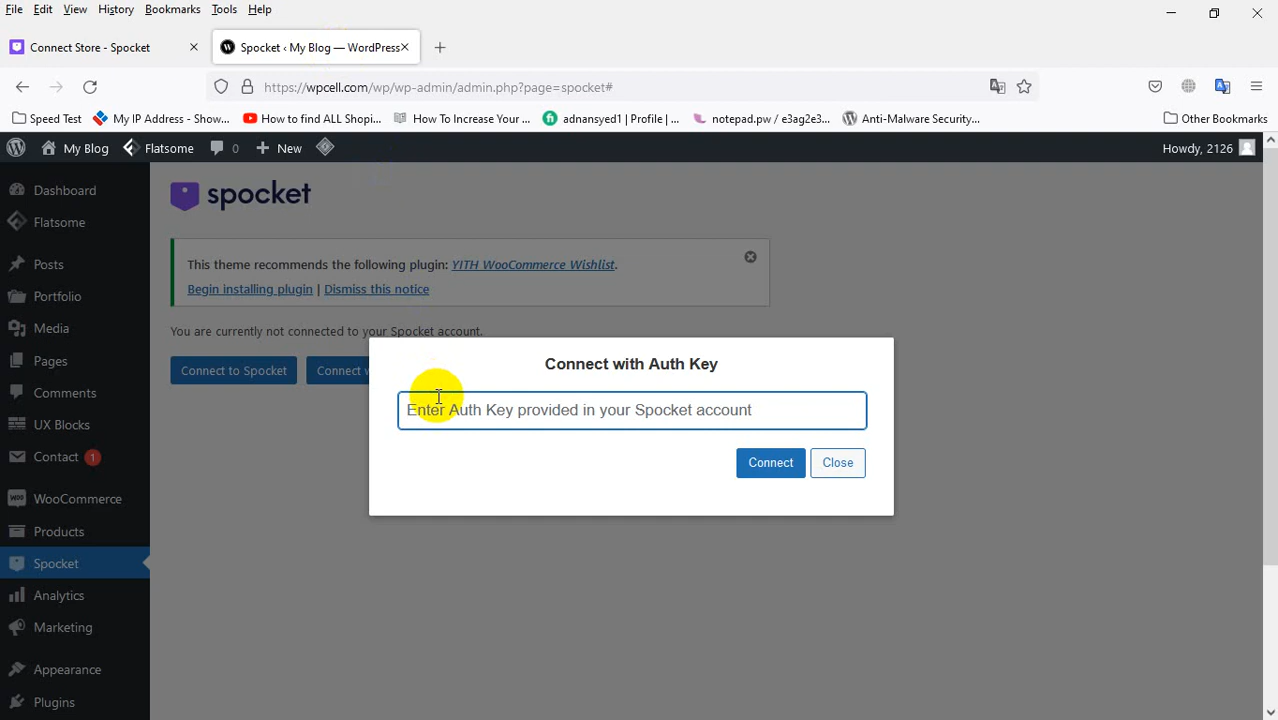 File Edit View History Bookmarks Tools Help
Connect Store - Spocket
Spocket ‹ My Blog — WordPress
https://wpcell.com/wp/wp-admin/admin.php?page=spocket#
Speed Test
My IP Address - Show...
How to find ALL Shopi...
How To Increase Your ...
adnansyed1 | Profile | ...
notepad.pw / e3ag2e3...
Anti-Malware Security...
Other Bookmarks
My Blog
Flatsome
0
New
Howdy, 2126
Dashboard
Flatsome
Posts
Portfolio
Media
Pages
Comments
UX Blocks
Contact 1
WooCommerce
Products
Spocket
Analytics
Marketing
Appearance
Plugins
spocket
This theme recommends the following plugin: YITH WooCommerce Wishlist.
Begin installing plugin | Dismiss this notice
You are currently not connected to your Spocket account.
Connect to Spocket
Connect w
Connect with Auth Key
Enter Auth Key provided in your Spocket account
Connect
Close